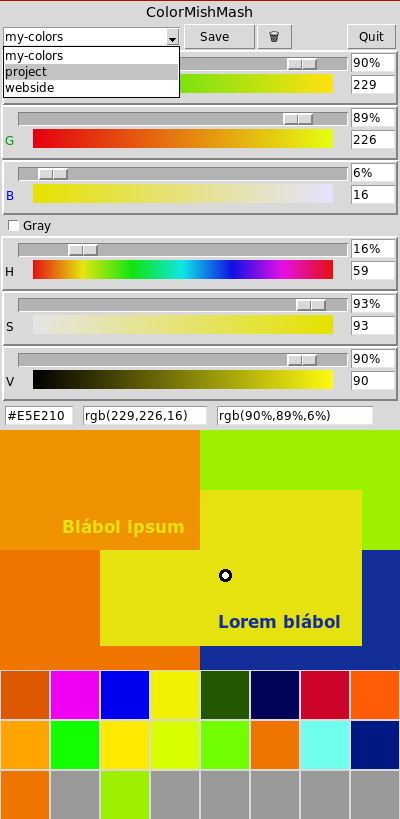 ColorMishMash
my-colors Save Quit
my-colors
project
webside
90%
229
89%
G 226
6%
B 16
Gray
16%
H 59
93%
S 93
90%
V 90
#E5E210 rgb(229,226,16) rgb(90%,89%,6%)
Blábol ipsum
Lorem blábol